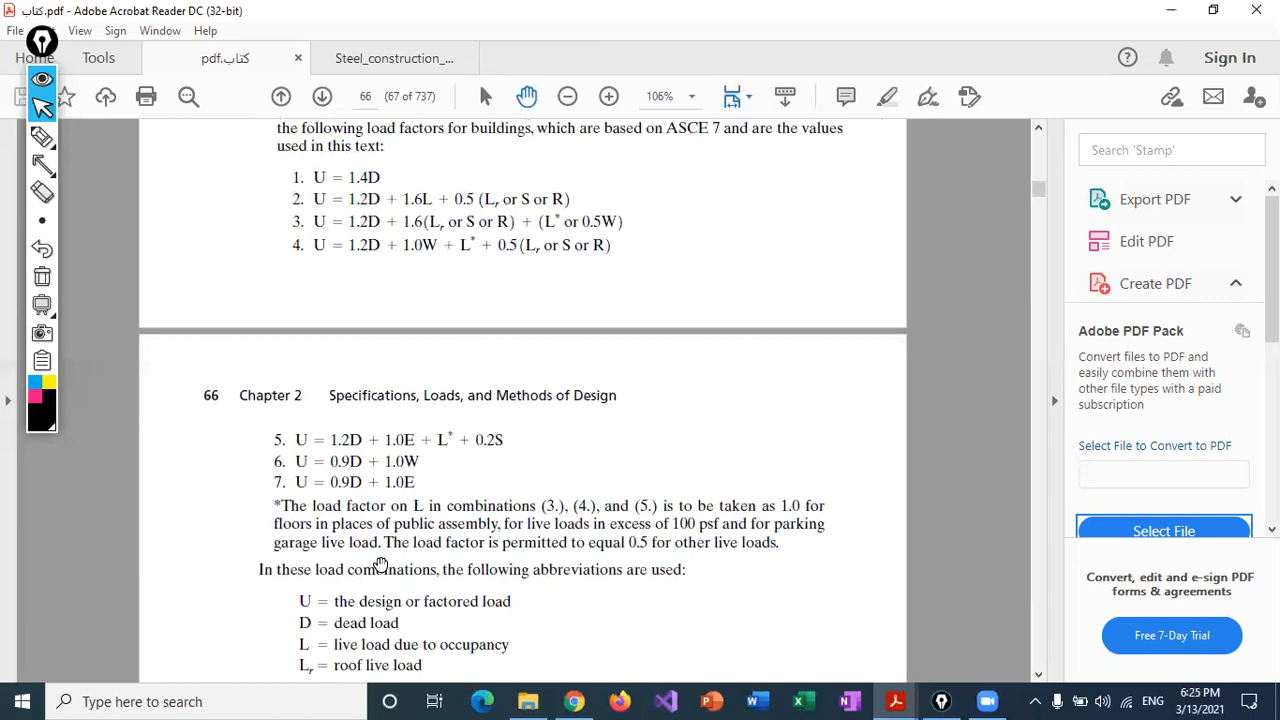 كتاب.pdf - Adobe Acrobat Reader DC (32-bit)
File View Sign Window Help
Home Tools كتاب.pdf Steel_construction_... Sign In
66 (67 of 737) 106%
the following load factors for buildings, which are based on ASCE 7 and are the values
used in this text:
1. U = 1.4D
2. U = 1.2D + 1.6L + 0.5 (Lr or S or R)
3. U = 1.2D + 1.6(Lr or S or R) + (L* or 0.5W)
4. U = 1.2D + 1.0W + L* + 0.5(Lr or S or R)
66 Chapter 2 Specifications, Loads, and Methods of Design
5. U = 1.2D + 1.0E + L* + 0.2S
6. U = 0.9D + 1.0W
7. U = 0.9D + 1.0E
*The load factor on L in combinations (3.), (4.), and (5.) is to be taken as 1.0 for
floors in places of public assembly, for live loads in excess of 100 psf and for parking
garage live load. The load factor is permitted to equal 0.5 for other live loads.
In these load combinations, the following abbreviations are used:
U = the design or factored load
D = dead load
L = live load due to occupancy
Lr = roof live load
Search 'Stamp'
Export PDF
Edit PDF
Create PDF
Adobe PDF Pack
Convert files to PDF and
easily combine them with
other file types with a paid
subscription
Select File to Convert to PDF
Select File
Convert, edit and e-sign PDF
forms & agreements
Free 7-Day Trial
Type here to search
ENG
6:25 PM
3/13/2021